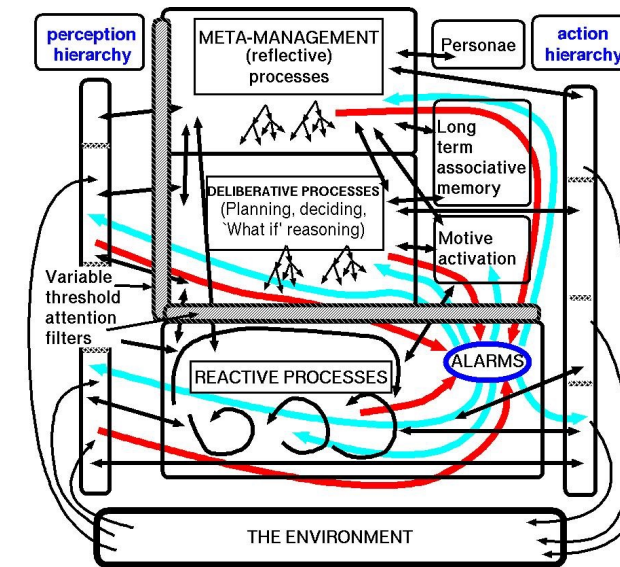 perception
hierarchy
META-MANAGEMENT
(reflective)
processes
Personae
action
hierarchy
Long
term
associative
memory
DELIBERATIVE PROCESSES
(Planning, deciding,
‘What if’ reasoning)
Motive
activation
Variable
threshold
attention
filters
ALARMS
REACTIVE PROCESSES
THE ENVIRONMENT